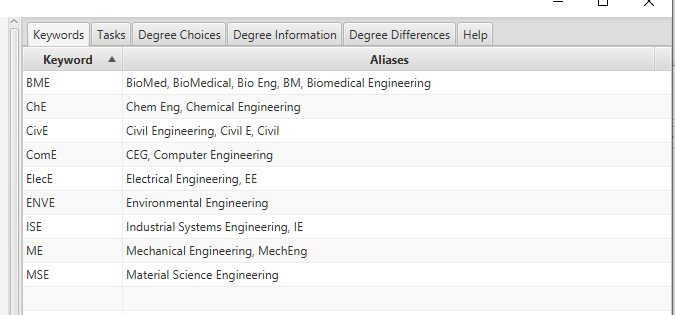 Keywords Tasks Degree Choices Degree Information Degree Differences Help
Keyword Aliases
BME BioMed, BioMedical, Bio Eng, BM, Biomedical Engineering
ChE Chem Eng, Chemical Engineering
CivE Civil Engineering, Civil E, Civil
ComE CEG, Computer Engineering
ElecE Electrical Engineering, EE
ENVE Environmental Engineering
ISE Industrial Systems Engineering, IE
ME Mechanical Engineering, MechEng
MSE Material Science Engineering